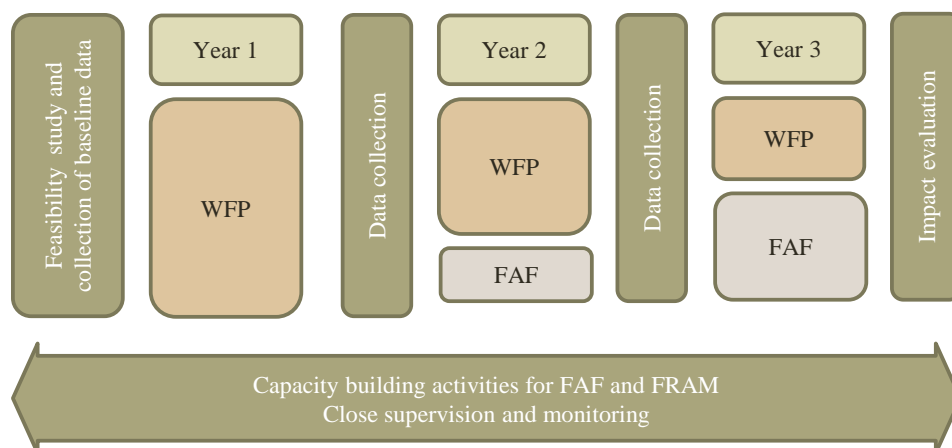 Feasibility study and
collection of baseline data
Year 1
WFP
Data collection
Year 2
WFP
FAF
Data collection
Year 3
WFP
FAF
Impact evaluation
Capacity building activities for FAF and FRAM
Close supervision and monitoring